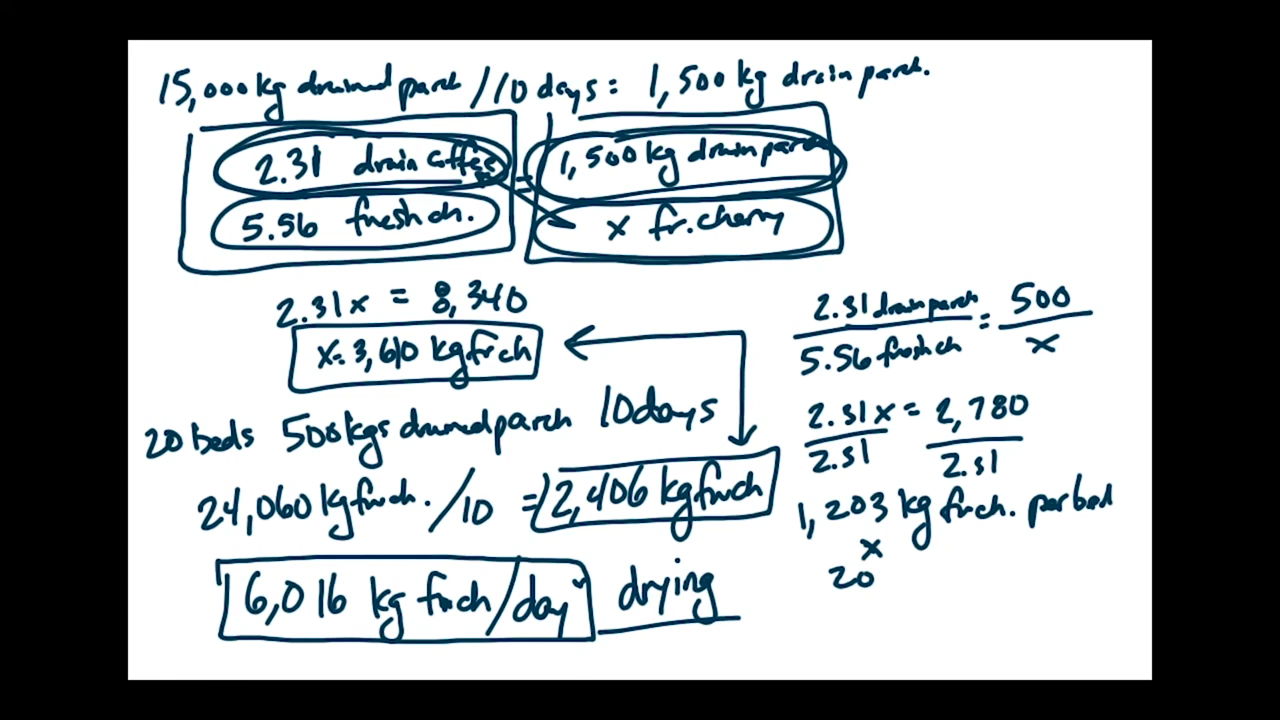 15,000 kg drained parch // 10 days = 1,500 kg drain parch.
2.31 drain coffee = 1,500 kg drain parch
5.56 fresh ch. x fr. cherry
2.31x = 8,340
x = 3,610 kg fr ch
2.31 drain parch = 500
5.56 fresh ch x
2.31x = 2,780
2.31 2.31
1,203 kg fr ch. per bed
x
20
20 beds 500 kgs drained parch 10 days
24,060 kg fr ch. /10 = 2,406 kg fr ch
6,016 kg fr ch/day drying